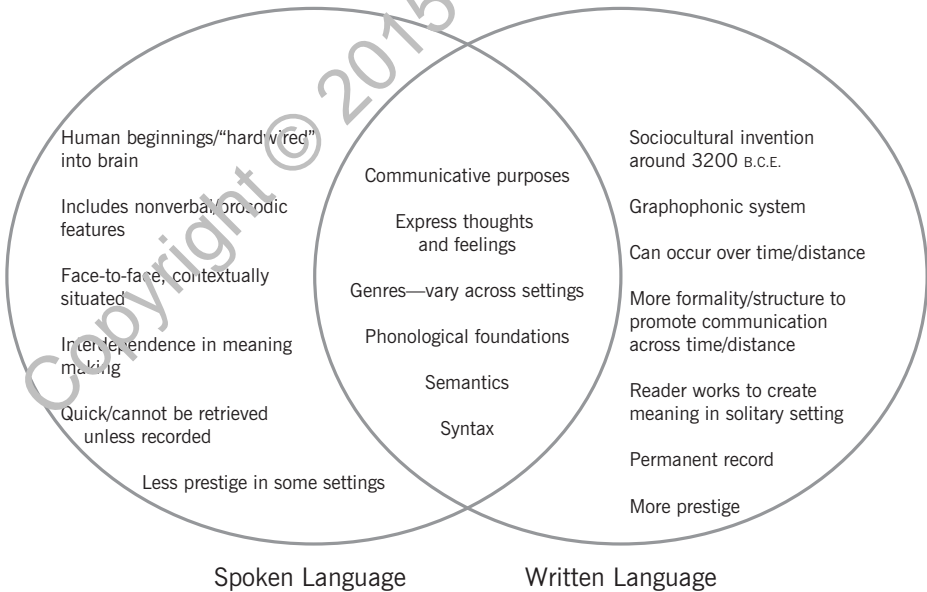 Human beginnings/“hardwired”
into brain
Includes nonverbal/prosodic
features
Face-to-face, contextually
situated
Interdependence in meaning
making
Quick/cannot be retrieved
unless recorded
Less prestige in some settings
Communicative purposes
Express thoughts
and feelings
Genres—vary across settings
Phonological foundations
Semantics
Syntax
Sociocultural invention
around 3200 B.C.E.
Graphophonic system
Can occur over time/distance
More formality/structure to
promote communication
across time/distance
Reader works to create
meaning in solitary setting
Permanent record
More prestige
Spoken Language
Written Language
Copyright © 2015